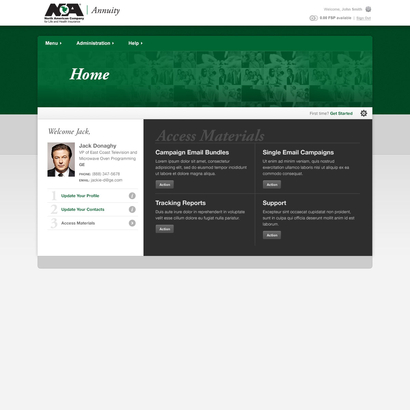 NA
North American Company
for Life and Health Insurance
Annuity
Welcome, John Smith
0.00 FSP available | Sign Out
Menu
Administration
Help
Home
First time? Get Started
Welcome Jack,
Jack Donaghy
VP of East Coast Television and
Microwave Oven Programming
GE
PHONE: (888) 347-5678
EMAIL: jackie-d@ge.com
1 Update Your Profile
2 Update Your Contacts
3 Access Materials
Access Materials
Campaign Email Bundles
Lorem ipsum dolor sit amet, consectetur
adipisicing elit, sed do eiusmod tempor incididunt
ut labore et dolore magna aliqua.
Action
Single Email Campaigns
Ut enim ad minim veniam, quis nostrud
exercitation ullamco laboris nisi ut aliquip ex ea
commodo consequat.
Action
Tracking Reports
Duis aute irure dolor in reprehenderit in voluptate
velit esse cillum dolore eu fugiat nulla pariatur.
Action
Support
Excepteur sint occaecat cupidatat non proident,
sunt in culpa qui officia deserunt mollit anim id est
laborum.
Action